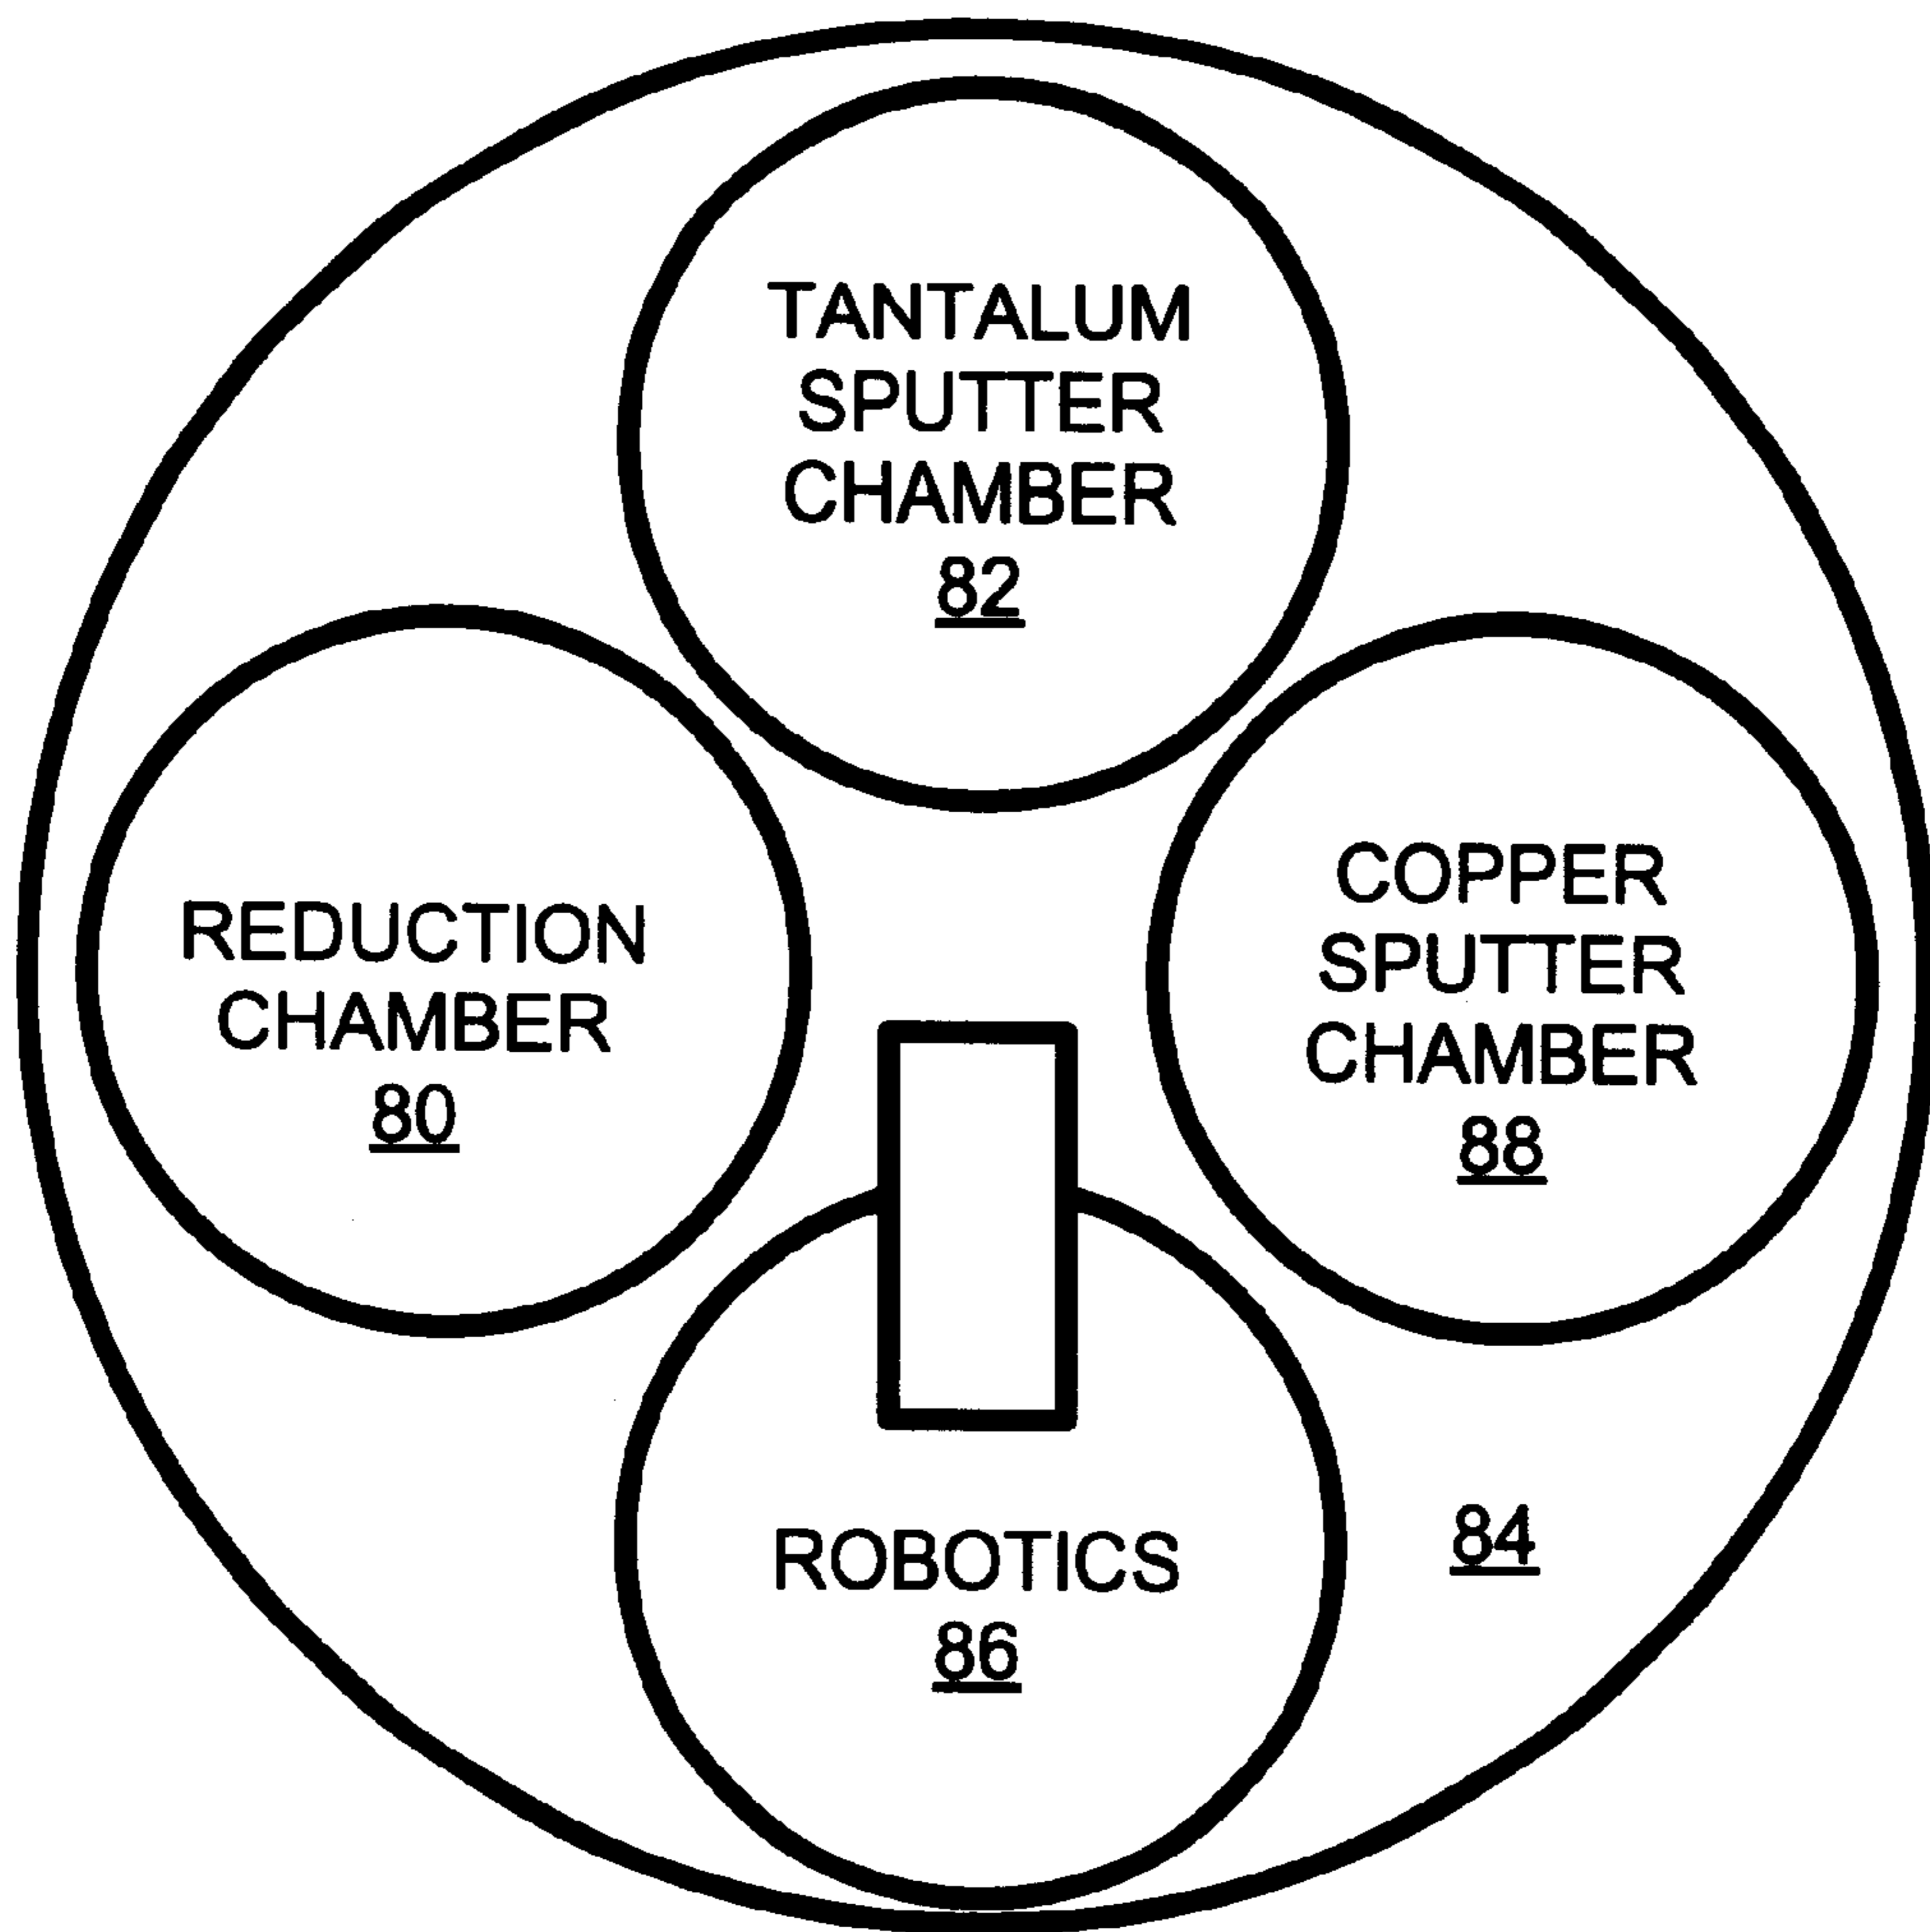 TANTALUM
SPUTTER
CHAMBER
82
REDUCTION
CHAMBER
80
COPPER
SPUTTER
CHAMBER
88
ROBOTICS
86
84